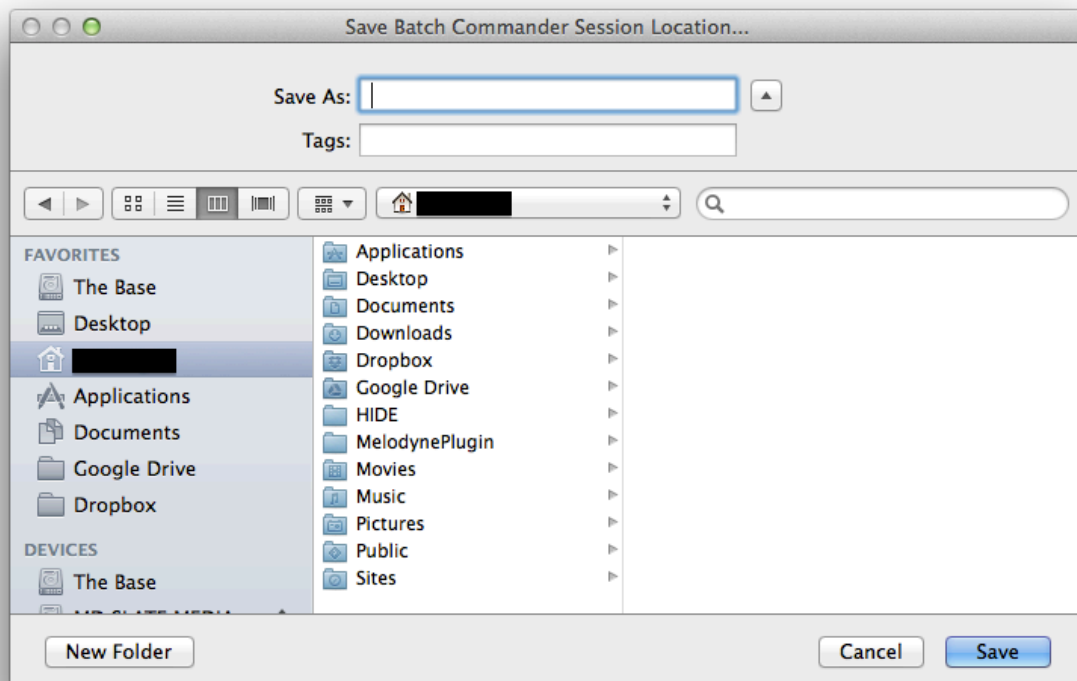 Save Batch Commander Session Location...
Save As:
Tags:
FAVORITES
The Base
Desktop
Applications
Documents
Google Drive
Dropbox
DEVICES
The Base
Applications
Desktop
Documents
Downloads
Dropbox
Google Drive
HIDE
MelodynePlugin
Movies
Music
Pictures
Public
Sites
New Folder
Cancel
Save